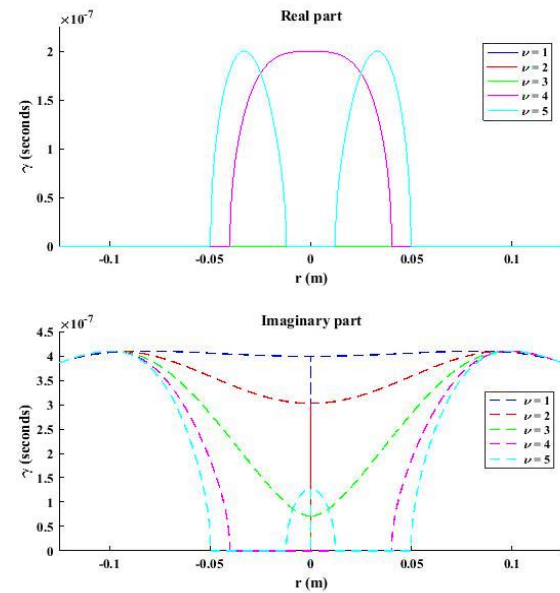 Real part
×10⁻⁷
2
1.5
1
0.5
0
γ (seconds)
-0.1
-0.05
0
0.05
0.1
r (m)
ν = 1
ν = 2
ν = 3
ν = 4
ν = 5
Imaginary part
×10⁻⁷
4.5
4
3.5
3
2.5
2
1.5
1
0.5
0
γ (seconds)
-0.1
-0.05
0
0.05
0.1
r (m)
ν = 1
ν = 2
ν = 3
ν = 4
ν = 5